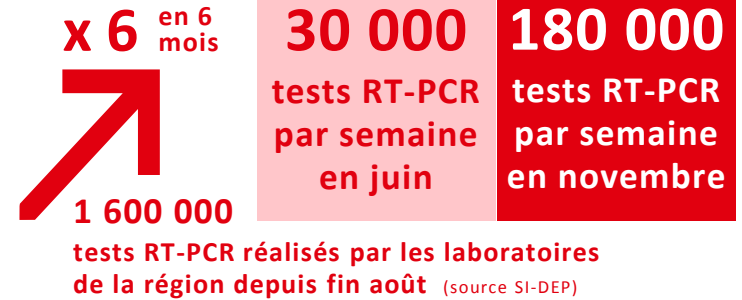 x 6 en 6
mois
30 000
tests RT-PCR
par semaine
en juin
180 000
tests RT-PCR
par semaine
en novembre
1 600 000
tests RT-PCR réalisés par les laboratoires
de la région depuis fin août (source SI-DEP)